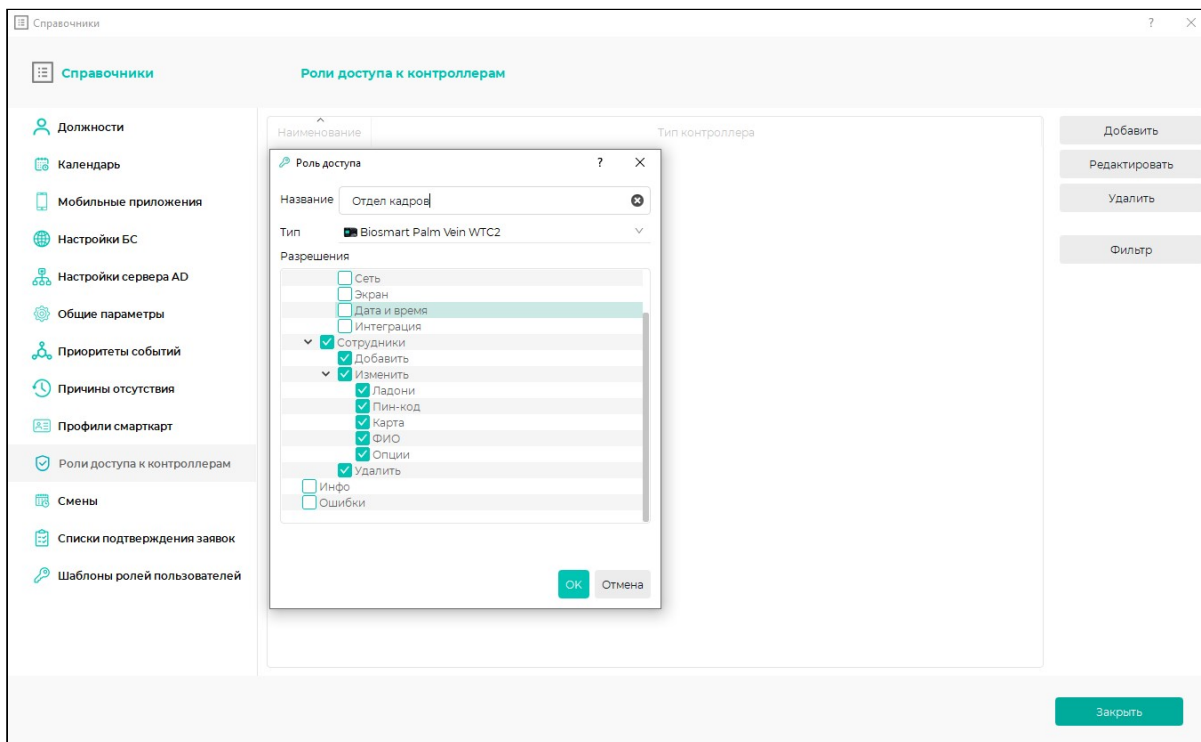 Справочники
?
Справочники
Роли доступа к контроллерам
Должности
Календарь
Мобильные приложения
Настройки БС
Настройки сервера AD
Общие параметры
Приоритеты событий
Причины отсутствия
Профили смарткарт
Роли доступа к контроллерам
Смены
Списки подтверждения заявок
Шаблоны ролей пользователей
Наименование
Тип контроллера
Роль доступа
?
Название Отдел кадров
Тип Biosmart Palm Vein WTC2
Разрешения
Сеть
Экран
Дата и время
Интеграция
Сотрудники
Добавить
Изменить
Ладони
Пин-код
Карта
ФИО
Опции
Удалить
Инфо
Ошибки
OK Отмена
Добавить
Редактировать
Удалить
Фильтр
Закрыть